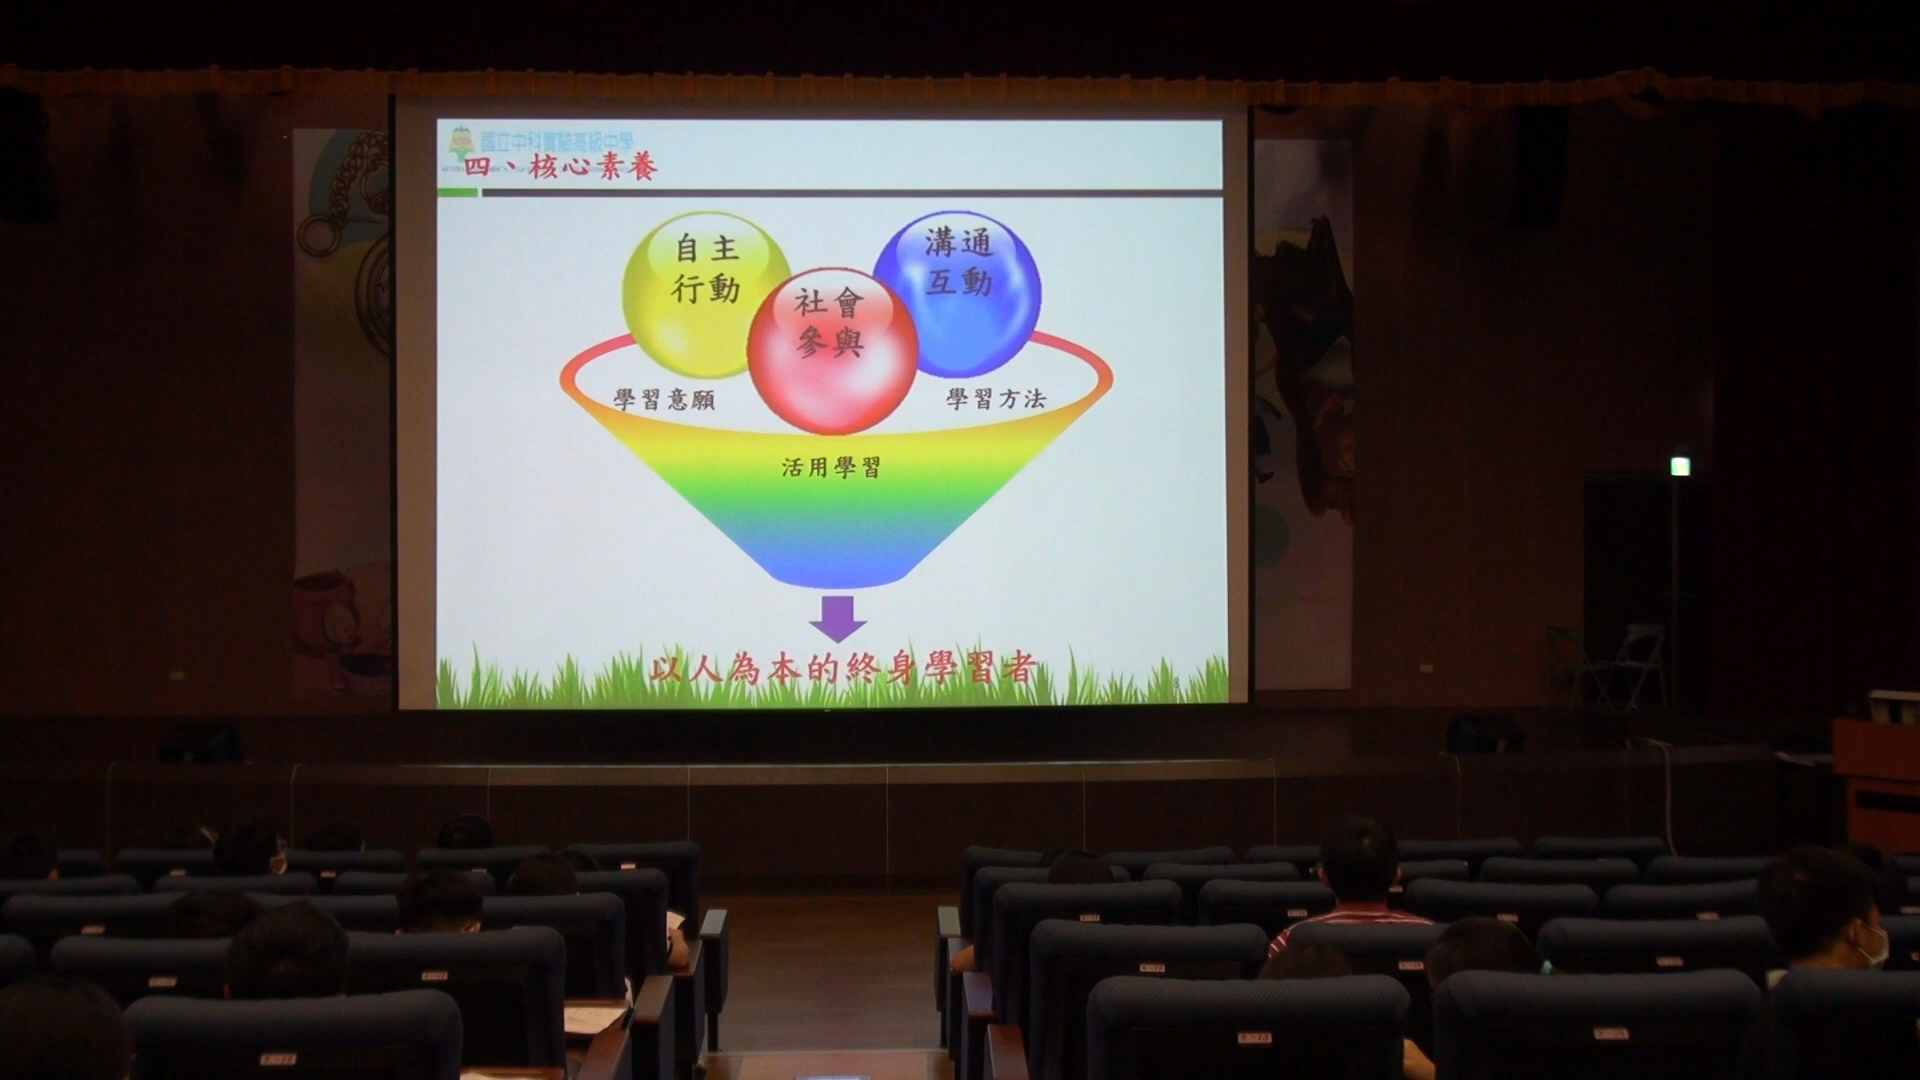 國立中科實驗高級中學
四、核心素養
自主
行動
溝通
互動
社會
參與
學習意願
學習方法
活用學習
以人為本的終身學習者
8